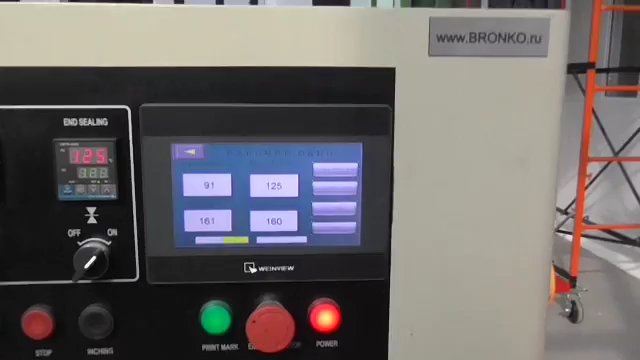 www.BRONKO.ru
END SEALING
125
91
125
161
160
OFF
ON
WEINVIEW
STOP
INCHING
PRINT MARK
POWER